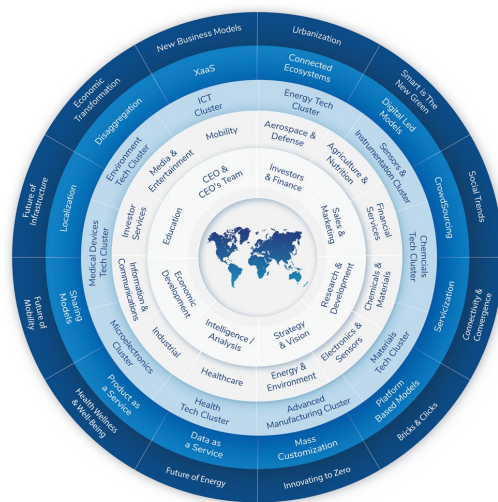 New Business Models
Urbanization
Smart is The
New Green
Social Trends
Connectivity &
Convergence
Bricks & Clicks
Innovating to Zero
Future of Energy
Health Wellness
& Well-Being
Future of
Mobility
Future of
Infrastructure
Economic
Transformation
XaaS
Connected
Ecosystems
Digital Led
Models
CrowdSourcing
Servicization
Platform
Based Models
Mass
Customization
Data as
a Service
Product as
a Service
Sharing
Models
Localization
Disaggregation
ICT
Cluster
Energy Tech
Cluster
Sensors &
Instrumentation Cluster
Chemcials
Tech Cluster
Materials
Tech Cluster
Advanced
Manufacturing Cluster
Health
Tech Cluster
Microelectronics
Cluster
Medical Devices
Tech Cluster
Environment
Tech Cluster
Mobility
Aerospace &
Defense
Agriculture &
Nutrition
Financial
Services
Chemicals &
Materials
Electronics &
Sensors
Energy &
Environment
Healthcare
Industrial
Information &
Communications
Investor
Services
Media &
Entertainment
CEO &
CEO's Team
Investors
& Finance
Sales &
Marketing
Research &
Development
Strategy
& Vision
Intelligence /
Analysis
Economic
Development
Education